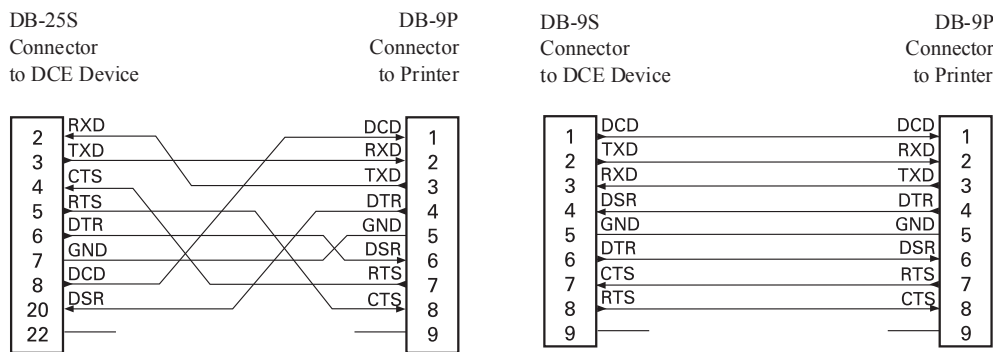 DB-25S
Connector
to DCE Device
DB-9P
Connector
to Printer
2 RXD DCD 1
3 TXD RXD 2
4 CTS TXD 3
5 RTS DTR 4
6 DTR GND 5
7 GND DSR 6
8 DCD RTS 7
20 DSR CTS 8
22 9
DB-9S
Connector
to DCE Device
DB-9P
Connector
to Printer
1 DCD DCD 1
2 TXD RXD 2
3 RXD TXD 3
4 DSR DTR 4
5 GND GND 5
6 DTR DSR 6
7 CTS RTS 7
8 RTS CTS 8
9 9